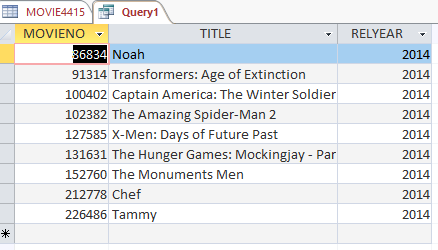 MOVIE4415 Query1
MOVIENO TITLE RELYEAR
86834 Noah 2014
91314 Transformers: Age of Extinction 2014
100402 Captain America: The Winter Soldier 2014
102382 The Amazing Spider-Man 2 2014
127585 X-Men: Days of Future Past 2014
131631 The Hunger Games: Mockingjay - Par 2014
152760 The Monuments Men 2014
212778 Chef 2014
226486 Tammy 2014